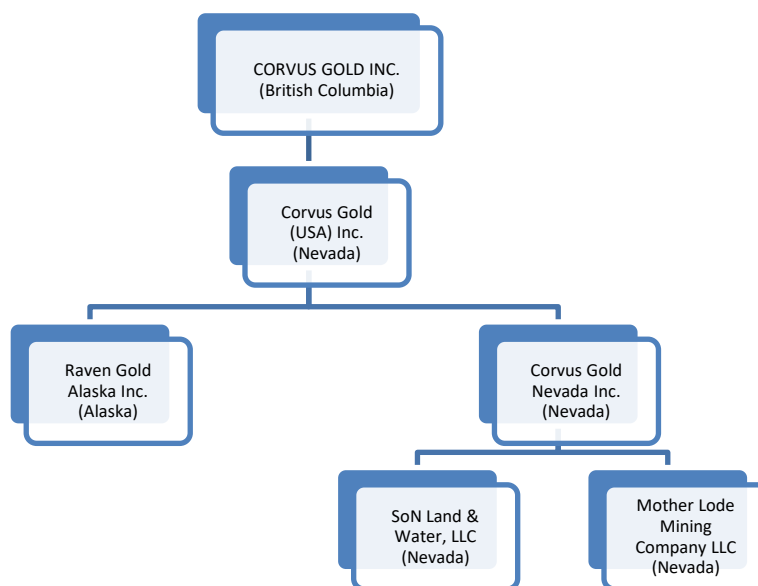 CORVUS GOLD INC.
(British Columbia)
Corvus Gold
(USA) Inc.
(Nevada)
Raven Gold
Alaska Inc.
(Alaska)
Corvus Gold
Nevada Inc.
(Nevada)
SoN Land &
Water, LLC
(Nevada)
Mother Lode
Mining
Company LLC
(Nevada)